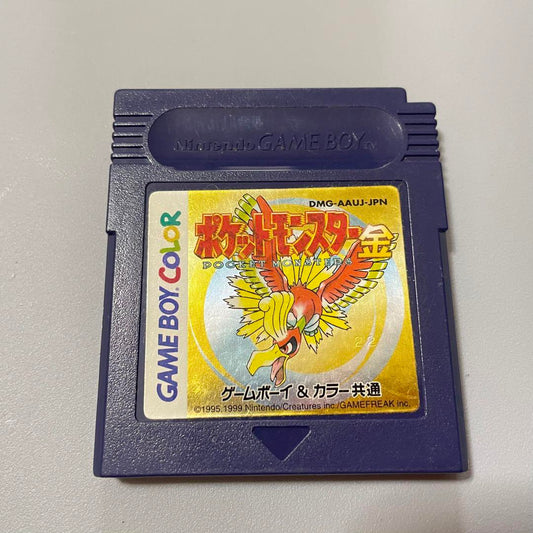 Nintendo GAME BOY TM
DMG-AAUJ-JPN
ポケットモンスター金
POCKET MONSTERS
GAME BOY COLOR
22
ゲームボーイ & カラー共通
©1995,1999 Nintendo/Creatures inc./GAMEFREAK inc.